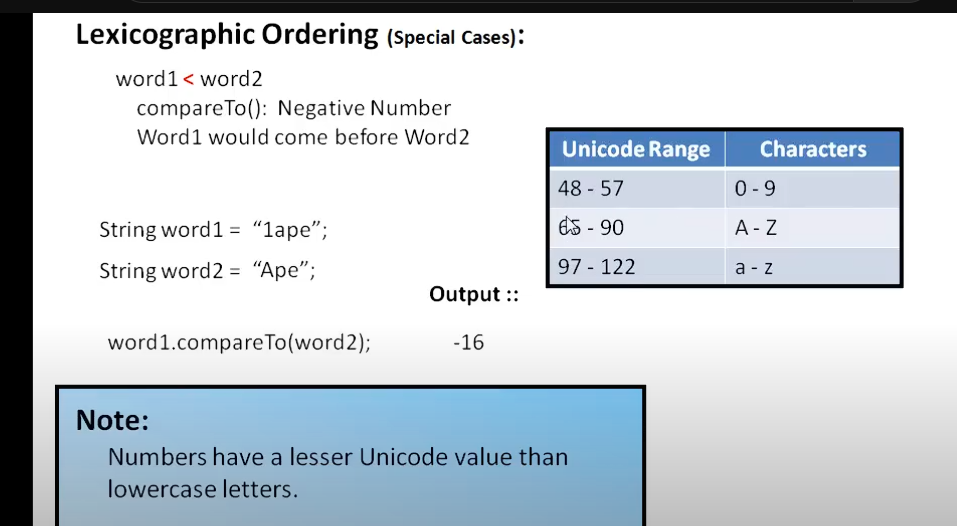 Lexicographic Ordering (Special Cases):
word1 < word2
compareTo(): Negative Number
Word1 would come before Word2
Unicode Range Characters
48 - 57 0 - 9
65 - 90 A - Z
97 - 122 a - z
String word1 = “1ape”;
String word2 = “Ape”;
Output ::
word1.compareTo(word2); -16
Note:
Numbers have a lesser Unicode value than
lowercase letters.